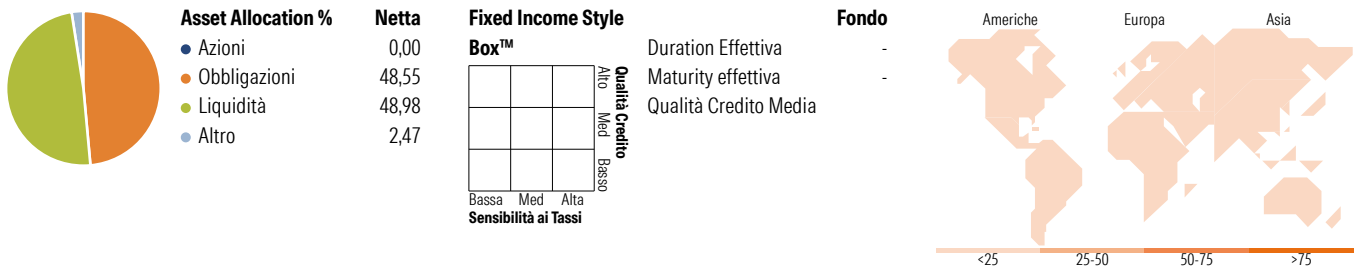 Asset Allocation % Netta
Azioni 0,00
Obbligazioni 48,55
Liquidità 48,98
Altro 2,47
Fixed Income Style
Box™
Alto
Med
Basso
Qualità Credito
Bassa Med Alta
Sensibilità ai Tassi
Fondo
Duration Effettiva -
Maturity effettiva -
Qualità Credito Media
Americhe Europa Asia
<25 25-50 50-75 >75